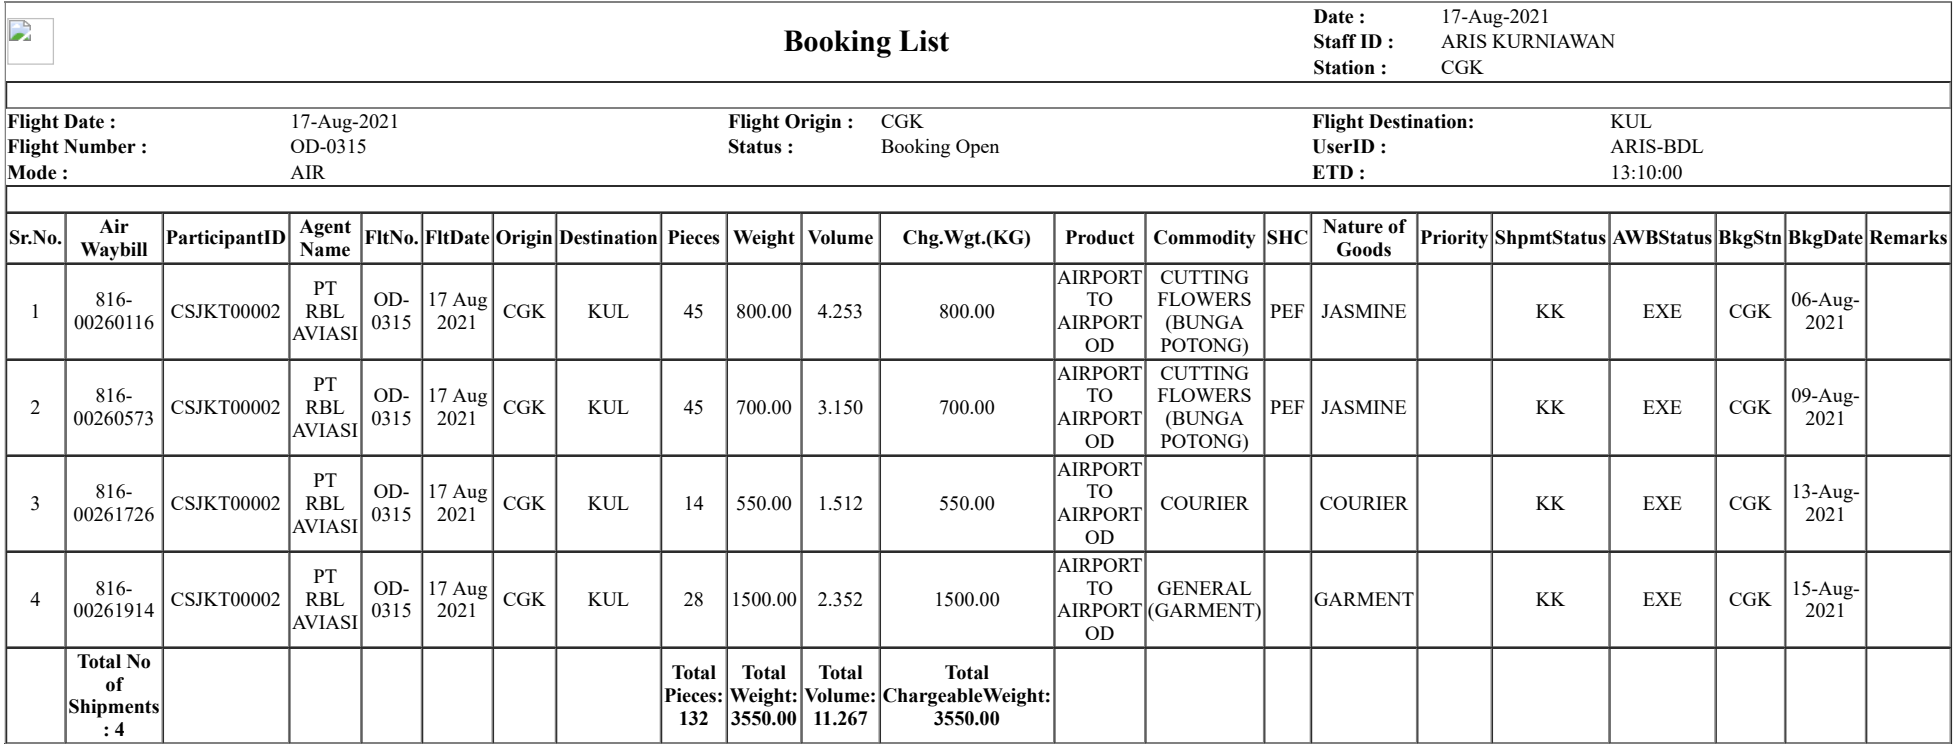 Booking List
Date : 17-Aug-2021
Staff ID : ARIS KURNIAWAN
Station : CGK
Flight Date : 17-Aug-2021 Flight Origin : CGK Flight Destination: KUL
Flight Number : OD-0315 Status : Booking Open UserID : ARIS-BDL
Mode : AIR ETD : 13:10:00
Sr.No. Air Waybill ParticipantID Agent Name FltNo. FltDate Origin Destination Pieces Weight Volume Chg.Wgt.(KG) Product Commodity SHC Nature of Goods Priority ShpmtStatus AWBStatus BkgStn BkgDate Remarks
1 816-00260116 CSJKT00002 PT RBL AVIASI OD-0315 17 Aug 2021 CGK KUL 45 800.00 4.253 800.00 AIRPORT TO AIRPORT OD CUTTING FLOWERS (BUNGA POTONG) PEF JASMINE KK EXE CGK 06-Aug-2021
2 816-00260573 CSJKT00002 PT RBL AVIASI OD-0315 17 Aug 2021 CGK KUL 45 700.00 3.150 700.00 AIRPORT TO AIRPORT OD CUTTING FLOWERS (BUNGA POTONG) PEF JASMINE KK EXE CGK 09-Aug-2021
3 816-00261726 CSJKT00002 PT RBL AVIASI OD-0315 17 Aug 2021 CGK KUL 14 550.00 1.512 550.00 AIRPORT TO AIRPORT OD COURIER COURIER KK EXE CGK 13-Aug-2021
4 816-00261914 CSJKT00002 PT RBL AVIASI OD-0315 17 Aug 2021 CGK KUL 28 1500.00 2.352 1500.00 AIRPORT TO AIRPORT OD GENERAL (GARMENT) GARMENT KK EXE CGK 15-Aug-2021
Total No of Shipments : 4 Total Pieces: 132 Total Weight: 3550.00 Total Volume: 11.267 Total ChargeableWeight: 3550.00